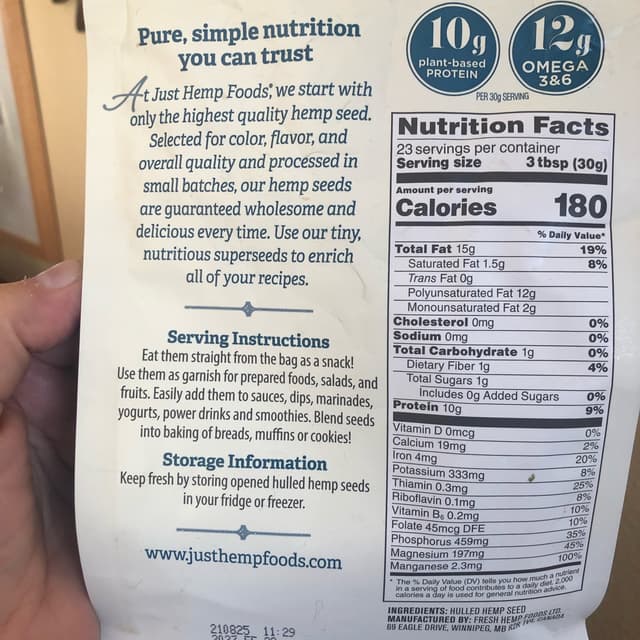 Pure, simple nutrition
you can trust
At Just Hemp Foods, we start with
only the highest quality hemp seed.
Selected for color, flavor, and
overall quality and processed in
small batches, our hemp seeds
are guaranteed wholesome and
delicious every time. Use our tiny,
nutritious superseeds to enrich
all of your recipes.
Serving Instructions
Eat them straight from the bag as a snack!
Use them as garnish for prepared foods, salads, and
fruits. Easily add them to sauces, dips, marinades,
yogurts, power drinks and smoothies. Blend seeds
into baking of breads, muffins or cookies!
Storage Information
Keep fresh by storing opened hulled hemp seeds
in your fridge or freezer.
www.justhempfoods.com
210825 11:29
10g
plant-based
PROTEIN
12g
OMEGA
3&6
PER 30g SERVING
Nutrition Facts
23 servings per container
Serving size 3 tbsp (30g)
Amount per serving
Calories 180
% Daily Value*
Total Fat 15g 19%
Saturated Fat 1.5g 8%
Trans Fat 0g
Polyunsaturated Fat 12g
Monounsaturated Fat 2g
Cholesterol 0mg 0%
Sodium 0mg 0%
Total Carbohydrate 1g 0%
Dietary Fiber 1g 4%
Total Sugars 1g
Includes 0g Added Sugars 0%
Protein 10g 9%
Vitamin D 0mcg 0%
Calcium 19mg 2%
Iron 4mg 20%
Potassium 333mg 8%
Thiamin 0.3mg 25%
Riboflavin 0.1mg 8%
Vitamin B6 0.2mg 10%
Folate 45mcg DFE 10%
Phosphorus 459mg 35%
Magnesium 197mg 45%
Manganese 2.3mg 100%
* The % Daily Value (DV) tells you how much a nutrient
in a serving of food contributes to a daily diet. 2,000
calories a day is used for general nutrition advice.
INGREDIENTS: HULLED HEMP SEED
MANUFACTURED BY: FRESH HEMP FOODS LTD.
69 EAGLE DRIVE, WINNIPEG, MB R2R 1V4 CANADA